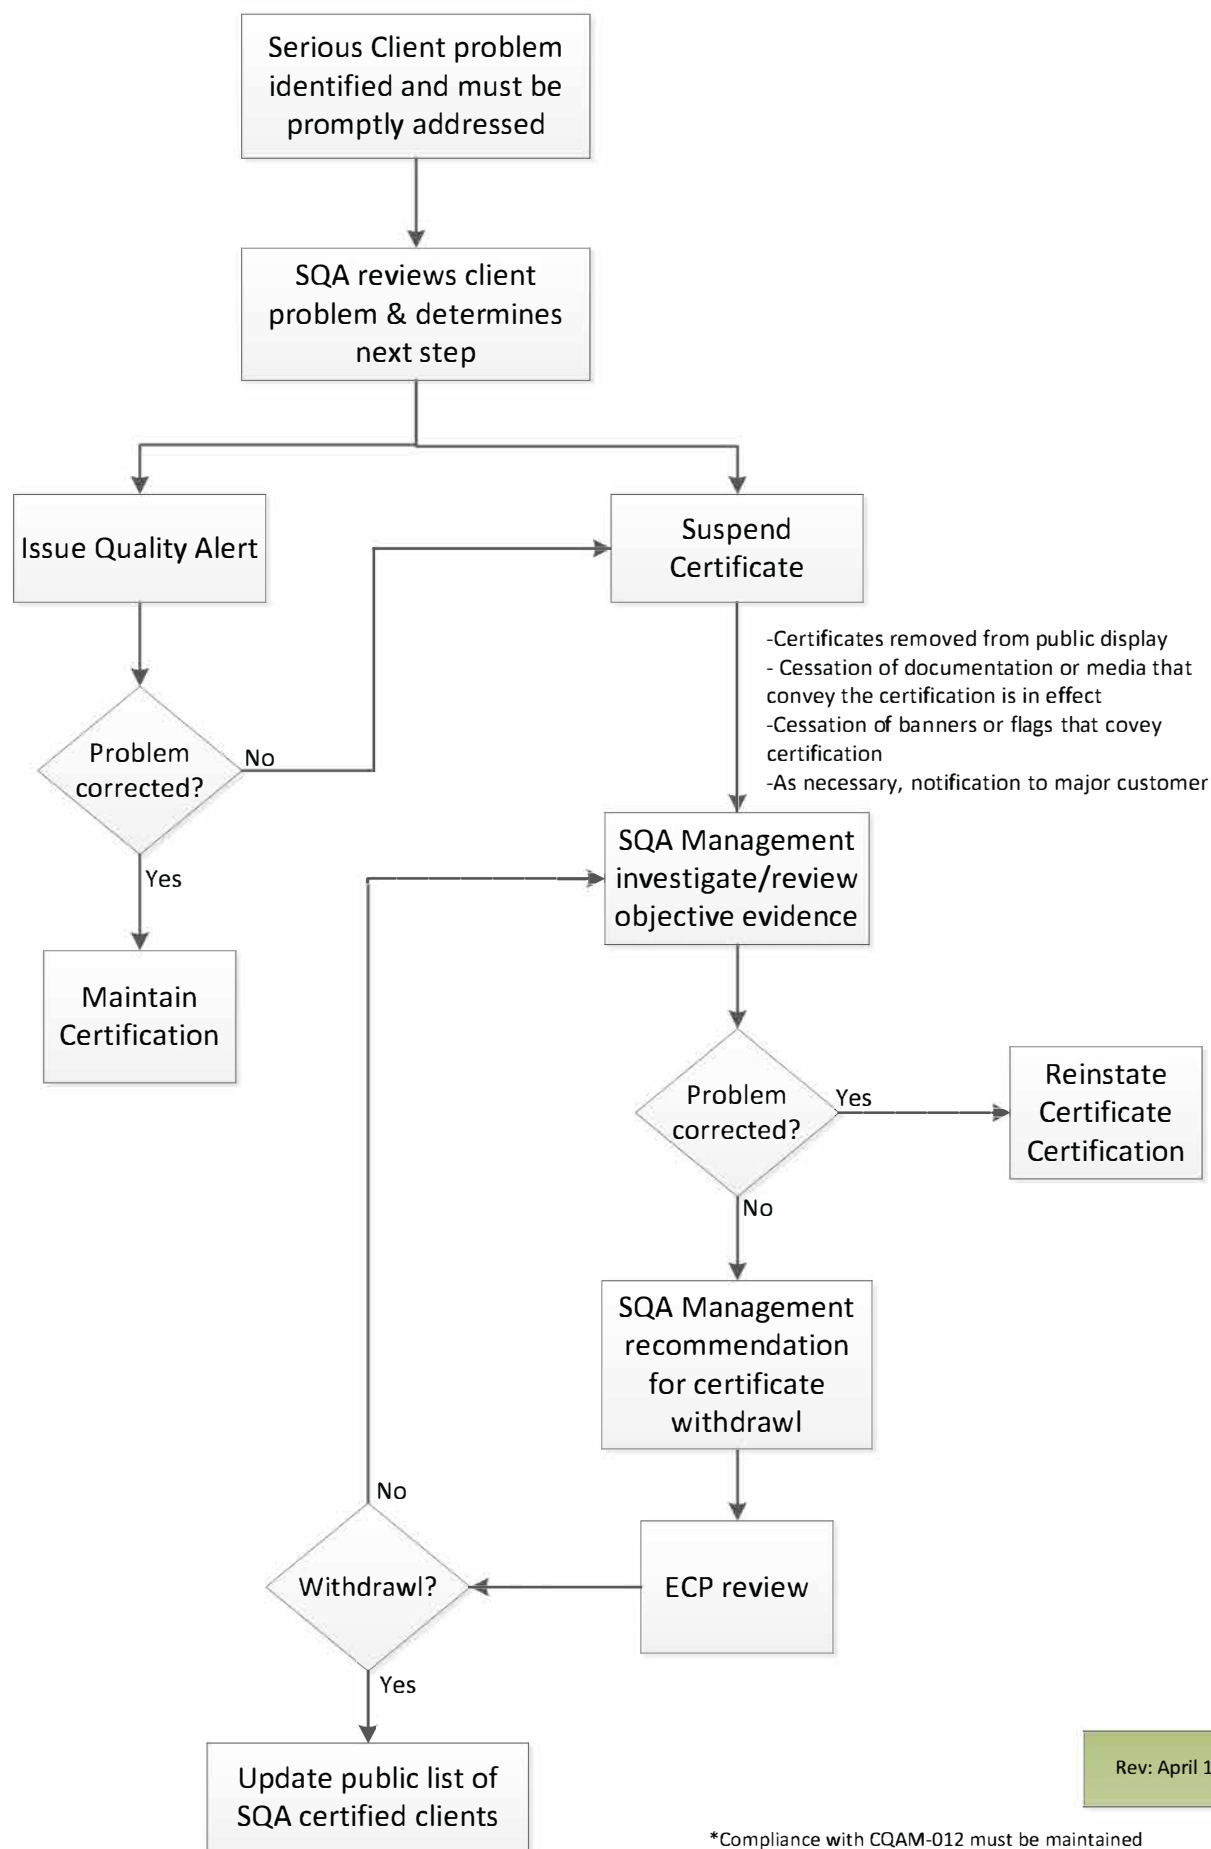 Serious Client problem
identified and must be
promptly addressed
SQA reviews client
problem & determines
next step
Issue Quality Alert
Suspend
Certificate
-Certificates removed from public display
- Cessation of documentation or media that
convey the certification is in effect
-Cessation of banners or flags that covey
certification
-As necessary, notification to major customer
Problem
corrected?
No
Yes
Maintain
Certification
SQA Management
investigate/review
objective evidence
Problem
corrected?
Yes
Reinstate
Certificate
Certification
No
SQA Management
recommendation
for certificate
withdrawl
ECP review
No
Withdrawl?
Yes
Update public list of
SQA certified clients
Rev: April 1
*Compliance with CQAM-012 must be maintained